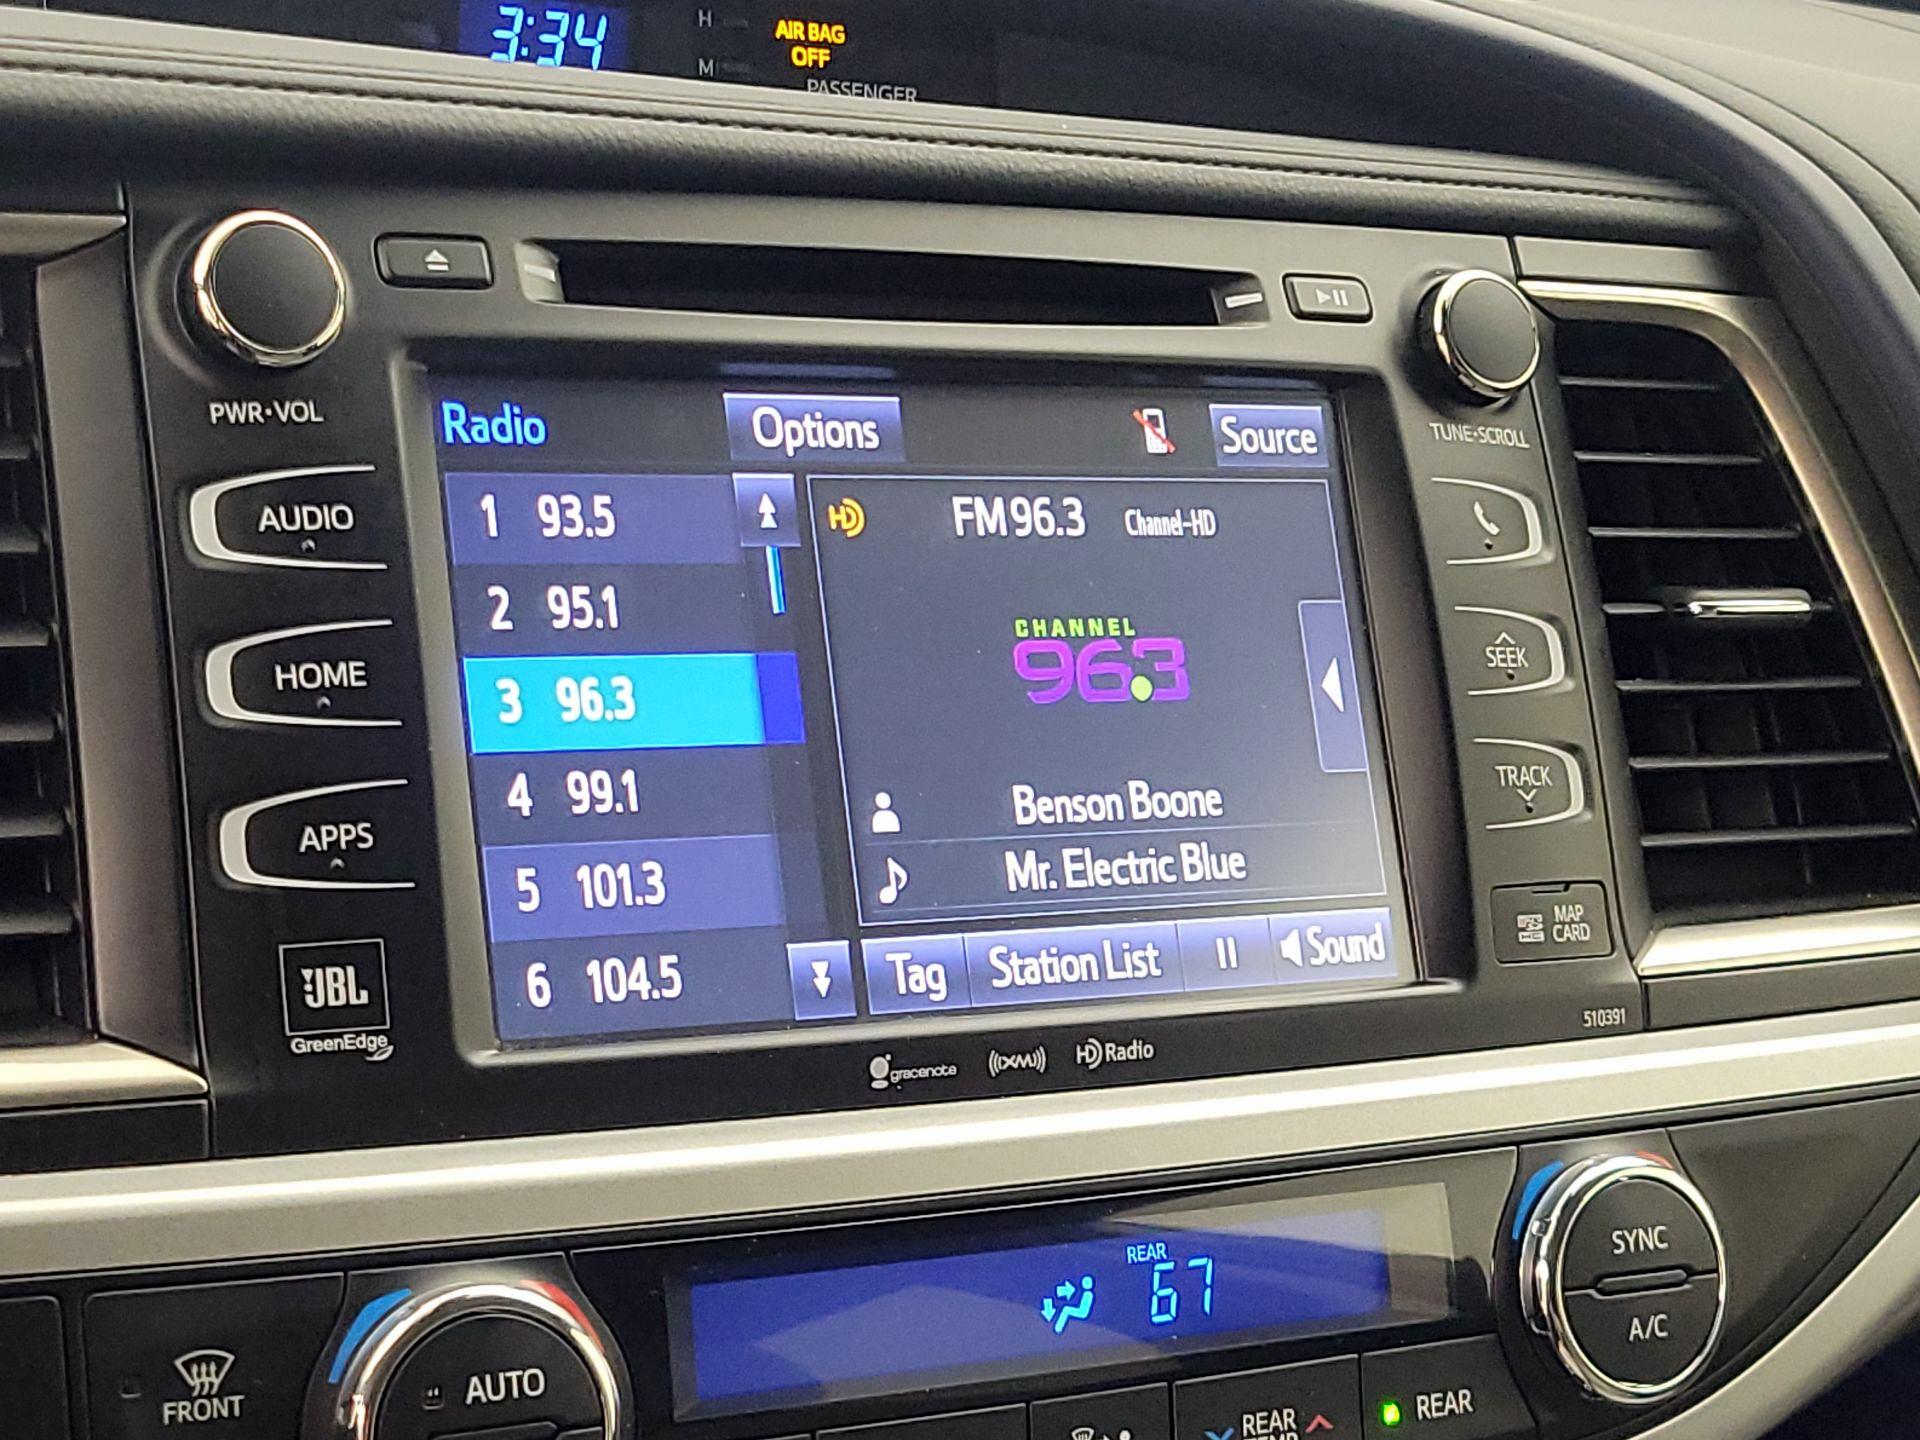 3:34
H
M
AIR BAG
OFF
PASSENGER
PWR•VOL
TUNE•SCROLL
AUDIO
HOME
APPS
JBL
GreenEdge
Radio
Options
Source
1 93.5
2 95.1
3 96.3
4 99.1
5 101.3
6 104.5
HD
FM 96.3 Channel-HD
CHANNEL
96.3
Benson Boone
Mr. Electric Blue
Tag
Station List
Sound
SEEK
TRACK
MAP
CARD
510391
gracenote
((XM))
HD Radio
REAR
67
SYNC
A/C
FRONT
AUTO
REAR
TEMP
REAR